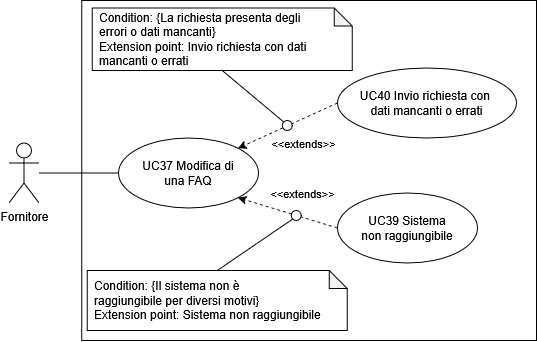 Condition: {La richiesta presenta degli
errori o dati mancanti}
Extension point: Invio richiesta con dati
mancanti o errati
UC40 Invio richiesta con
dati mancanti o errati
<<extends>>
UC37 Modifica di
una FAQ
<<extends>>
Fornitore
UC39 Sistema
non raggiungibile
Condition: {Il sistema non è
raggiungibile per diversi motivi}
Extension point: Sistema non raggiungibile